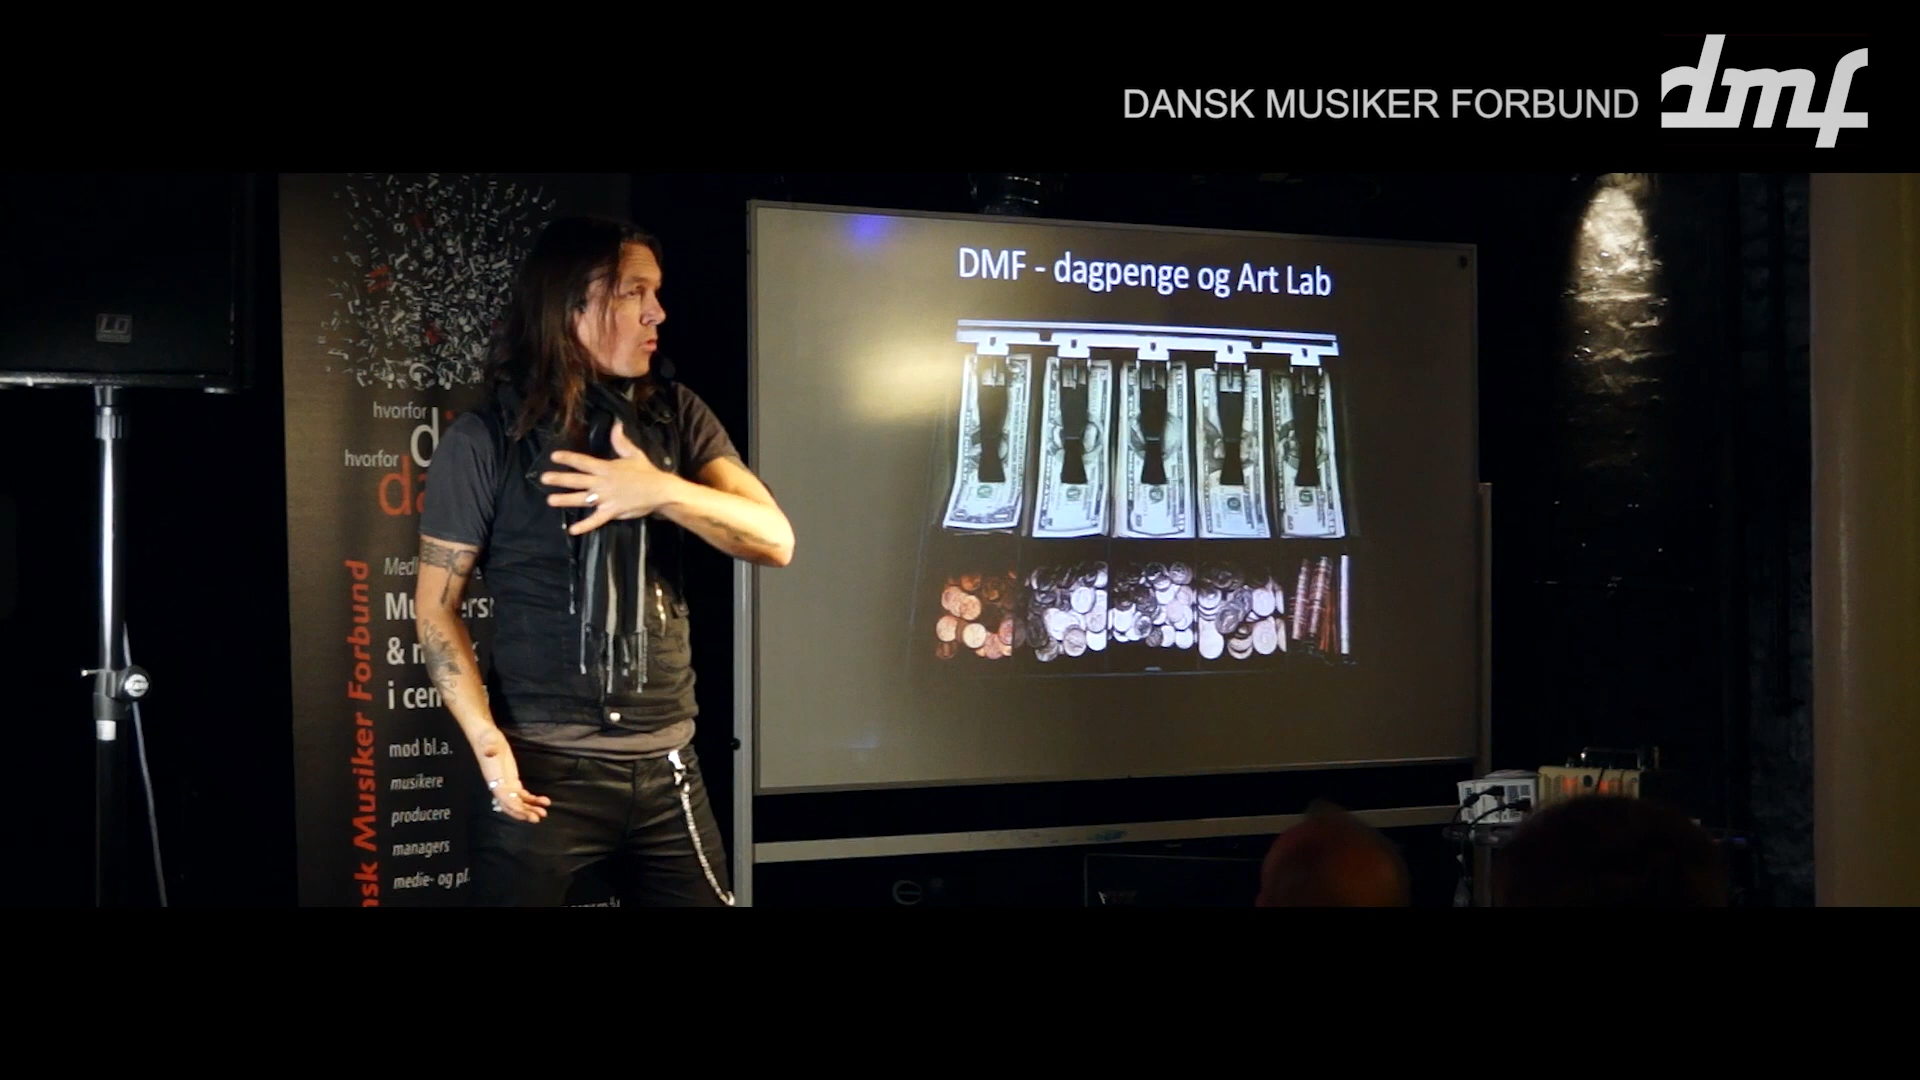 DANSK MUSIKER FORBUND dmf
DMF - dagpenge og Art Lab
LD
hvorfor
hvorfor
i
mød bl.a.
musikere
producere
managers
medie- og
Musiker Forbund